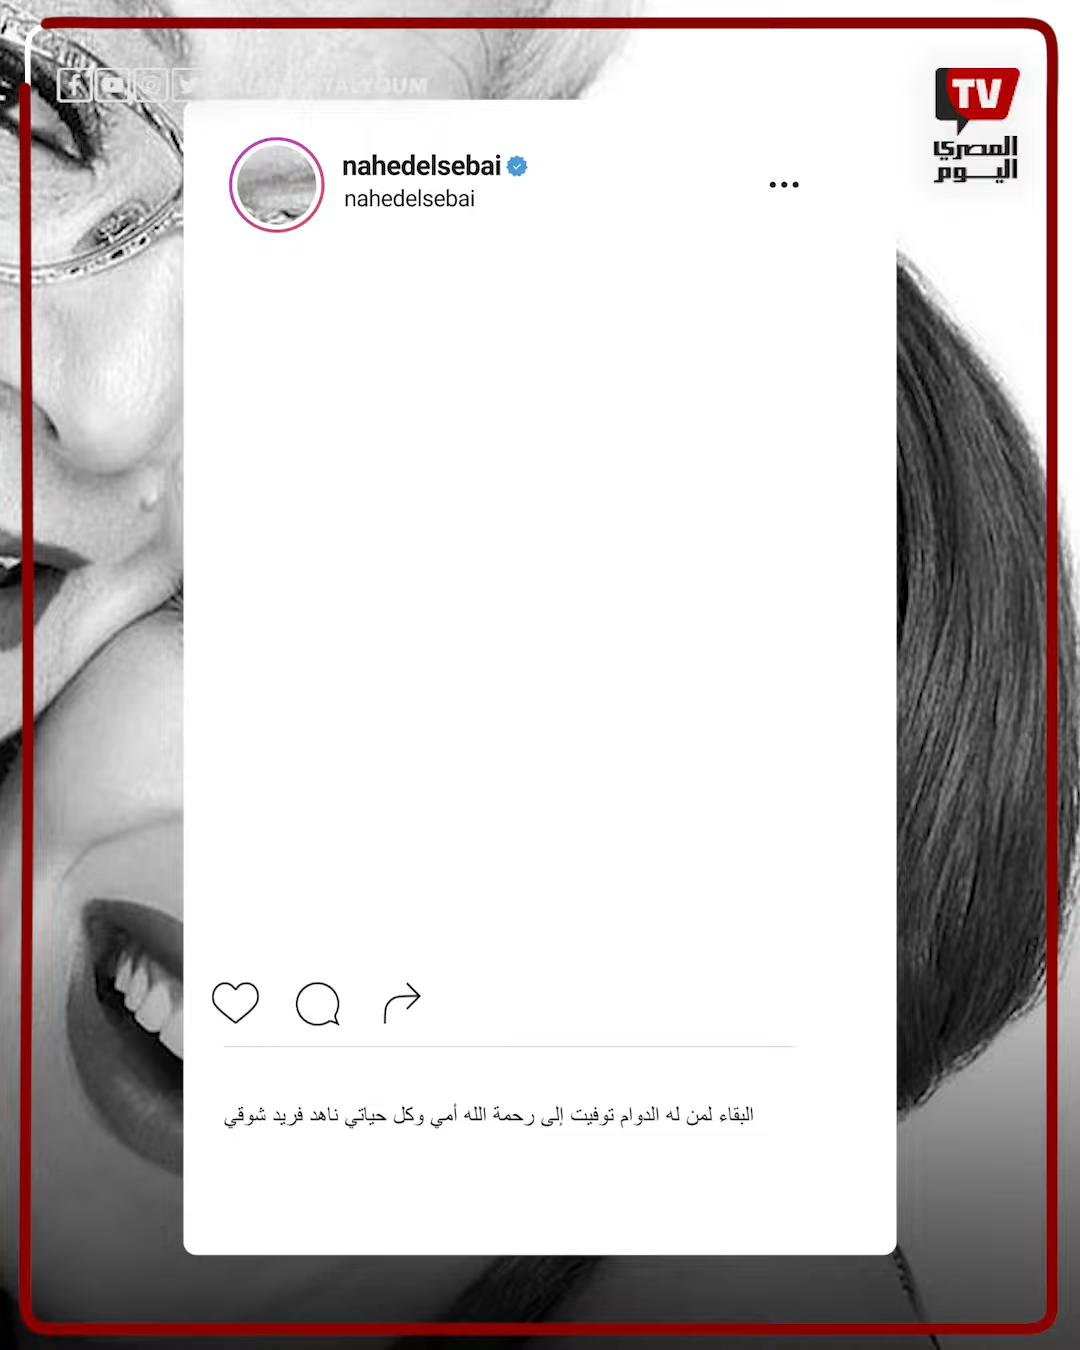 TV
المصري
اليوم
nahedelsebai
nahedelsebai
البقاء لمن له الدوام توفيت إلى رحمة الله أمي وكل حياتي ناهد فريد شوقي